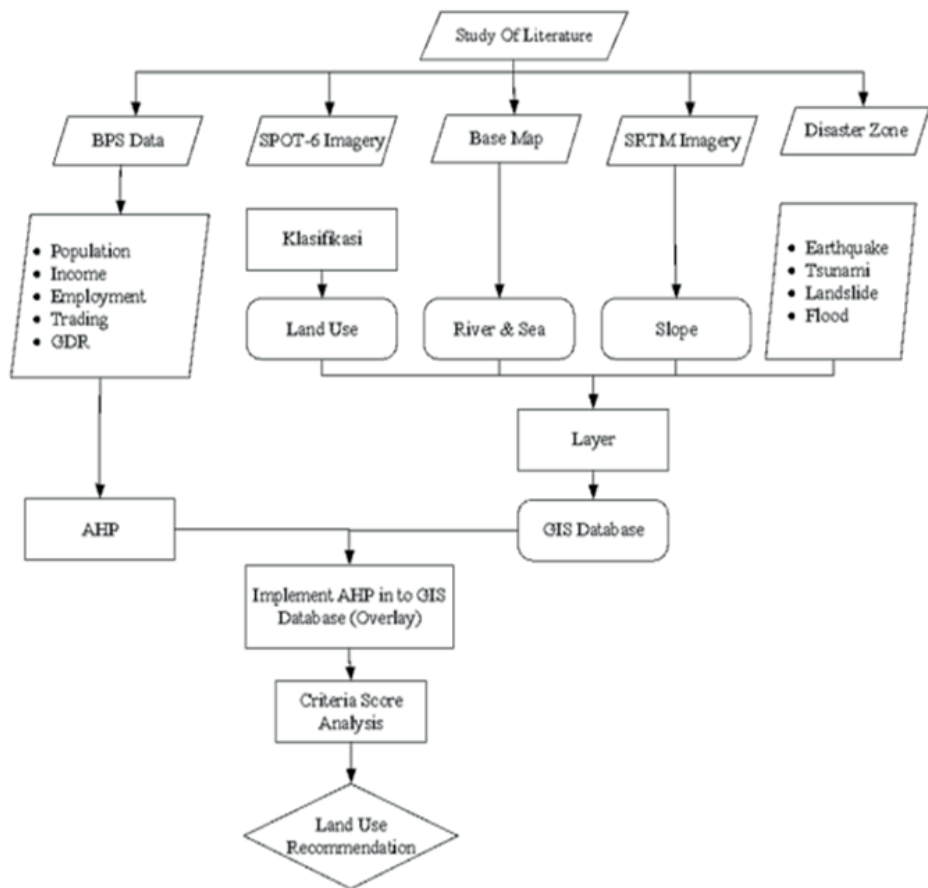 Study Of Literature
BPS Data
SPOT-6 Imagery
Base Map
SRTM Imagery
Disaster Zone
• Population
• Income
• Employment
• Trading
• GDR
Klasifikasi
Land Use
River & Sea
Slope
• Earthquake
• Tsunami
• Landslide
• Flood
Layer
AHP
GIS Database
Implement AHP in to GIS
Database (Overlay)
Criteria Score
Analysis
Land Use
Recommendation